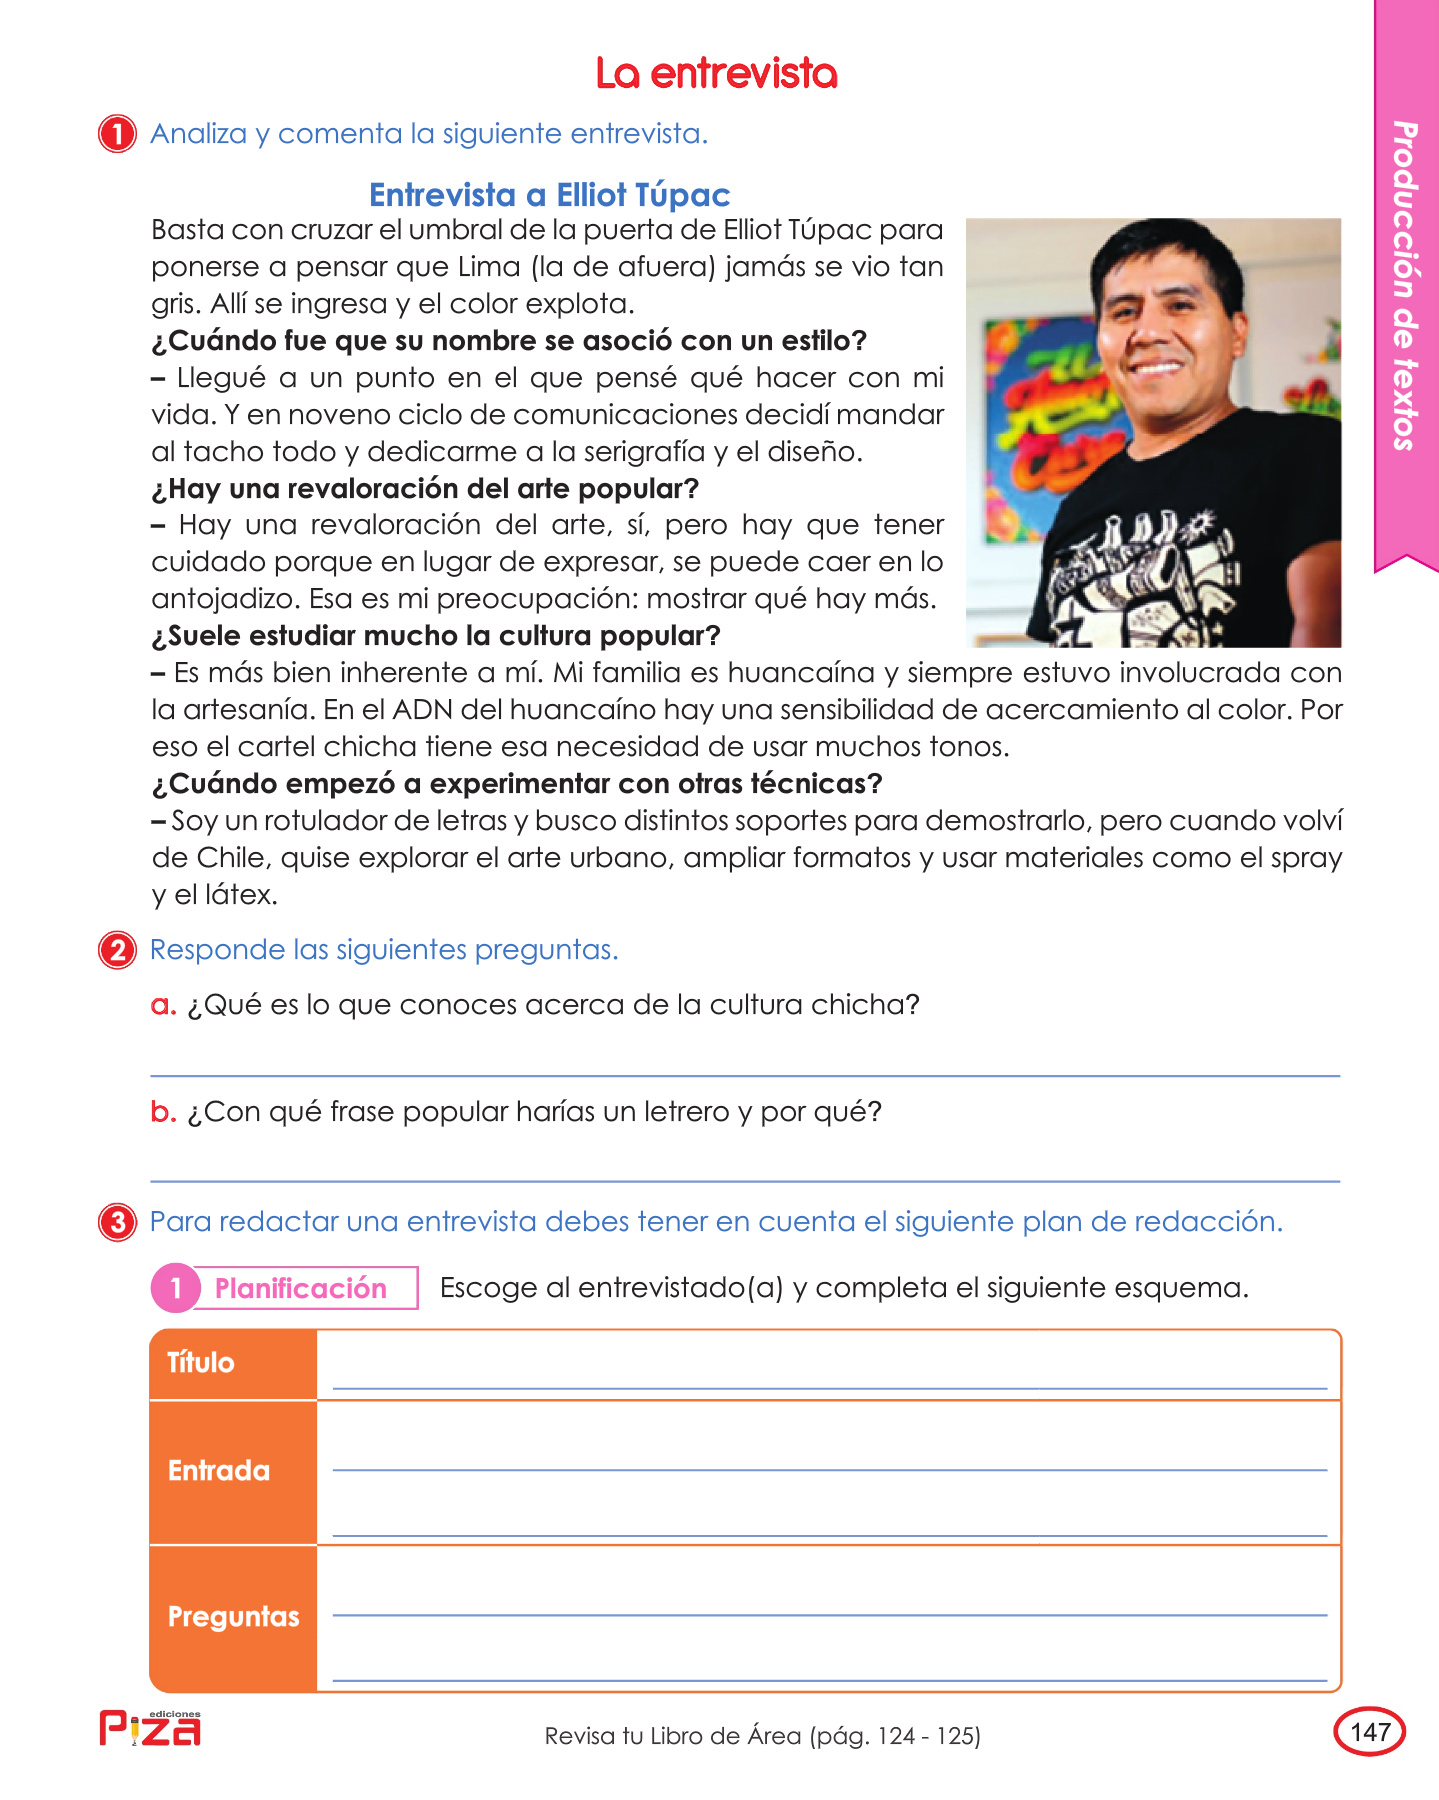 La entrevista
1 Analiza y comenta la siguiente entrevista.
Entrevista a Elliot Túpac
Basta con cruzar el umbral de la puerta de Elliot Túpac para
ponerse a pensar que Lima (la de afuera) jamás se vio tan
gris. Allí se ingresa y el color explota.
¿Cuándo fue que su nombre se asoció con un estilo?
– Llegué a un punto en el que pensé qué hacer con mi
vida. Y en noveno ciclo de comunicaciones decidí mandar
al tacho todo y dedicarme a la serigrafía y el diseño.
¿Hay una revaloración del arte popular?
– Hay una revaloración del arte, sí, pero hay que tener
cuidado porque en lugar de expresar, se puede caer en lo
antojadizo. Esa es mi preocupación: mostrar qué hay más.
¿Suele estudiar mucho la cultura popular?
– Es más bien inherente a mí. Mi familia es huancaína y siempre estuvo involucrada con
la artesanía. En el ADN del huancaíno hay una sensibilidad de acercamiento al color. Por
eso el cartel chicha tiene esa necesidad de usar muchos tonos.
¿Cuándo empezó a experimentar con otras técnicas?
– Soy un rotulador de letras y busco distintos soportes para demostrarlo, pero cuando volví
de Chile, quise explorar el arte urbano, ampliar formatos y usar materiales como el spray
y el látex.
2 Responde las siguientes preguntas.
a. ¿Qué es lo que conoces acerca de la cultura chicha?
b. ¿Con qué frase popular harías un letrero y por qué?
3 Para redactar una entrevista debes tener en cuenta el siguiente plan de redacción.
1 Planificación Escoge al entrevistado(a) y completa el siguiente esquema.
Título
Entrada
Preguntas
ediciones
Piza
Revisa tu Libro de Área (pág. 124 - 125)
147
Producción de textos